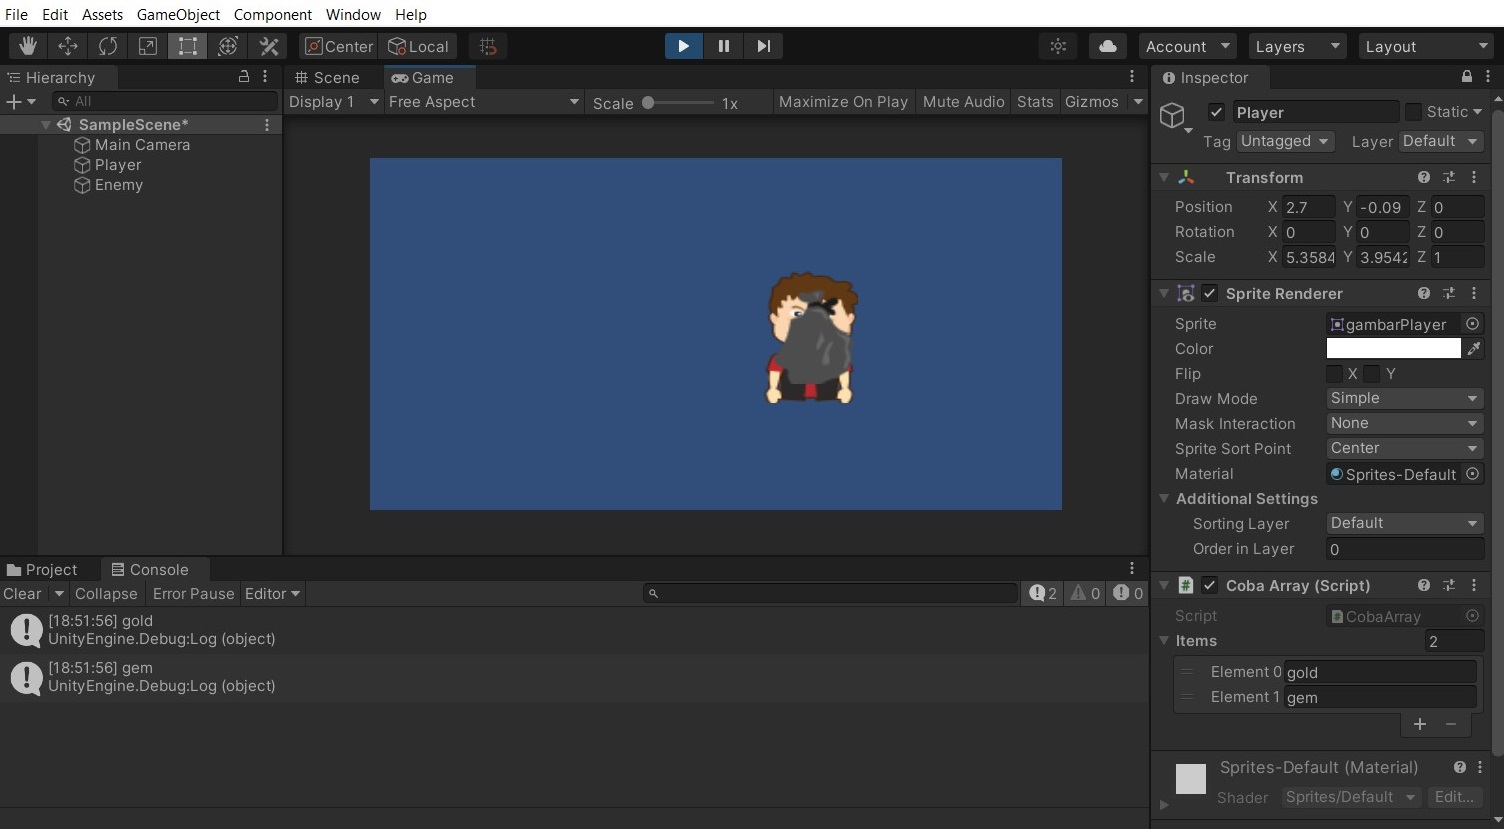 File Edit Assets GameObject Component Window Help
Center Local Account Layers Layout
Hierarchy
All
SampleScene*
Main Camera
Player
Enemy
Scene Game
Display 1 Free Aspect Scale 1x Maximize On Play Mute Audio Stats Gizmos
Project Console
Clear Collapse Error Pause Editor 2 0 0
[18:51:56] gold
UnityEngine.Debug:Log (object)
[18:51:56] gem
UnityEngine.Debug:Log (object)
Inspector
Player Static
Tag Untagged Layer Default
Transform
Position X 2.7 Y -0.09 Z 0
Rotation X 0 Y 0 Z 0
Scale X 5.3584 Y 3.9542 Z 1
Sprite Renderer
Sprite gambarPlayer
Color
Flip X Y
Draw Mode Simple
Mask Interaction None
Sprite Sort Point Center
Material Sprites-Default
Additional Settings
Sorting Layer Default
Order in Layer 0
# Coba Array (Script)
Script CobaArray
Items 2
Element 0 gold
Element 1 gem
Sprites-Default (Material)
Shader Sprites/Default Edit...